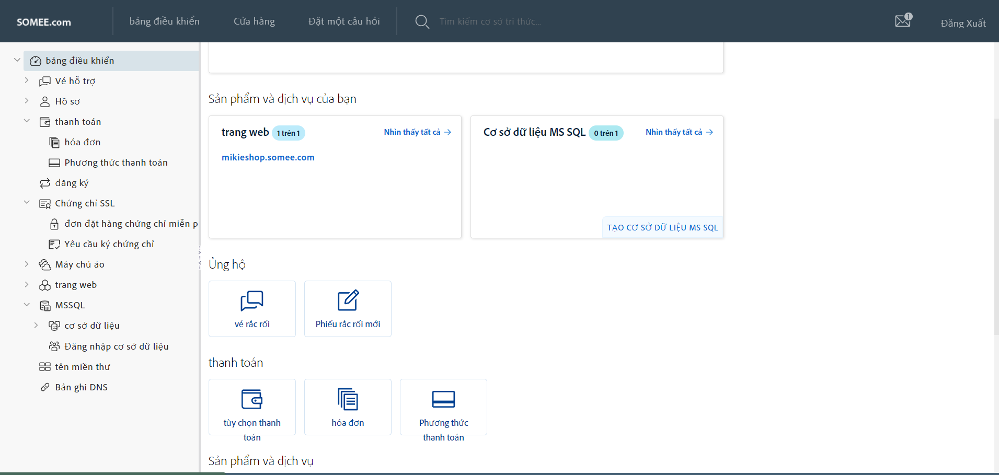 SOMEE.com
bảng điều khiển
Cửa hàng
Đặt một câu hỏi
Tìm kiếm cơ sở tri thức...
1
Đăng Xuất
bảng điều khiển
Vé hỗ trợ
Hồ sơ
thanh toán
hóa đơn
Phương thức thanh toán
đăng ký
Chứng chỉ SSL
đơn đặt hàng chứng chỉ miễn p
Yêu cầu ký chứng chỉ
Máy chủ ảo
trang web
MSSQL
cơ sở dữ liệu
Đăng nhập cơ sở dữ liệu
tên miền thư
Bản ghi DNS
Sản phẩm và dịch vụ của bạn
trang web 1 trên 1
Nhìn thấy tất cả
mikieshop.somee.com
Cơ sở dữ liệu MS SQL 0 trên 1
Nhìn thấy tất cả
TẠO CƠ SỞ DỮ LIỆU MS SQL
Ủng hộ
vé rắc rối
Phiếu rắc rối mới
thanh toán
tùy chọn thanh
toán
hóa đơn
Phương thức
thanh toán
Sản phẩm và dịch vụ